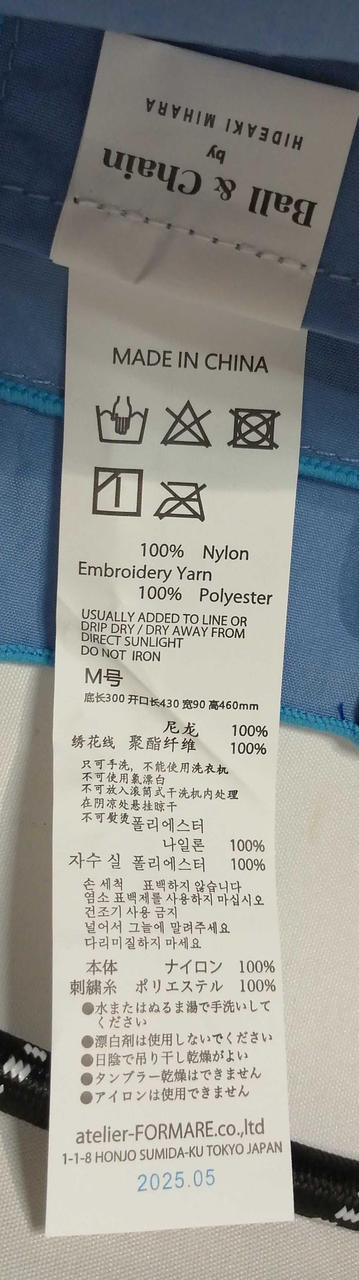 Ball & Chain
by
HIDEAKI MIHARA
MADE IN CHINA
100% Nylon
Embroidery Yarn
100% Polyester
USUALLY ADDED TO LINE OR
DRIP DRY / DRY AWAY FROM
DIRECT SUNLIGHT
DO NOT IRON
M号
底长300 开口长430 宽90 高460mm
尼龙 100%
绣花线 聚酯纤维 100%
只可手洗，不能使用洗衣机
不可使用氯漂白
不可放入滚筒式干洗机内处理
在阴凉处悬挂晾干
不可熨烫폴리에스터
나일론 100%
자수 실 폴리에스터 100%
손 세척 표백하지 않습니다
염소 표백제를 사용하지 마십시오
건조기 사용 금지
널어서 그늘에 말려주세요
다리미질하지 마세요
本体 ナイロン 100%
刺繍糸 ポリエステル 100%
●水またはぬるま湯で手洗いして
ください
●漂白剤は使用しないでください
●日陰で吊り干し乾燥がよい
●タンブラー乾燥はできません
●アイロンは使用できません
atelier-FORMARE.co.,ltd
1-1-8 HONJO SUMIDA-KU TOKYO JAPAN
2025.05